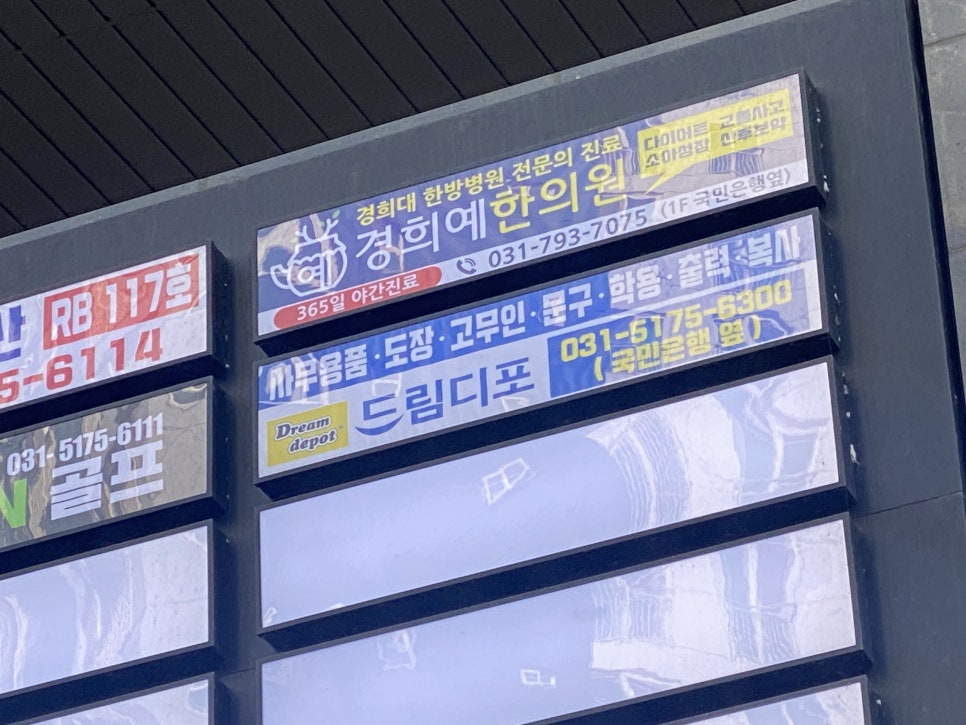 산 RB 117호
5-6114
031-5175-6111
N 골프
경희대 한방병원 전문의 진료
예 경희예한의원
다이어트 교통사고
소아성장 산후보약
365일 야간진료
031-793-7075 (1F 국민은행옆)
사무용품·도장·고무인·문구·학용·출력·복사
Dream
depot
드림디포
031-5175-6300
(국민은행 옆)